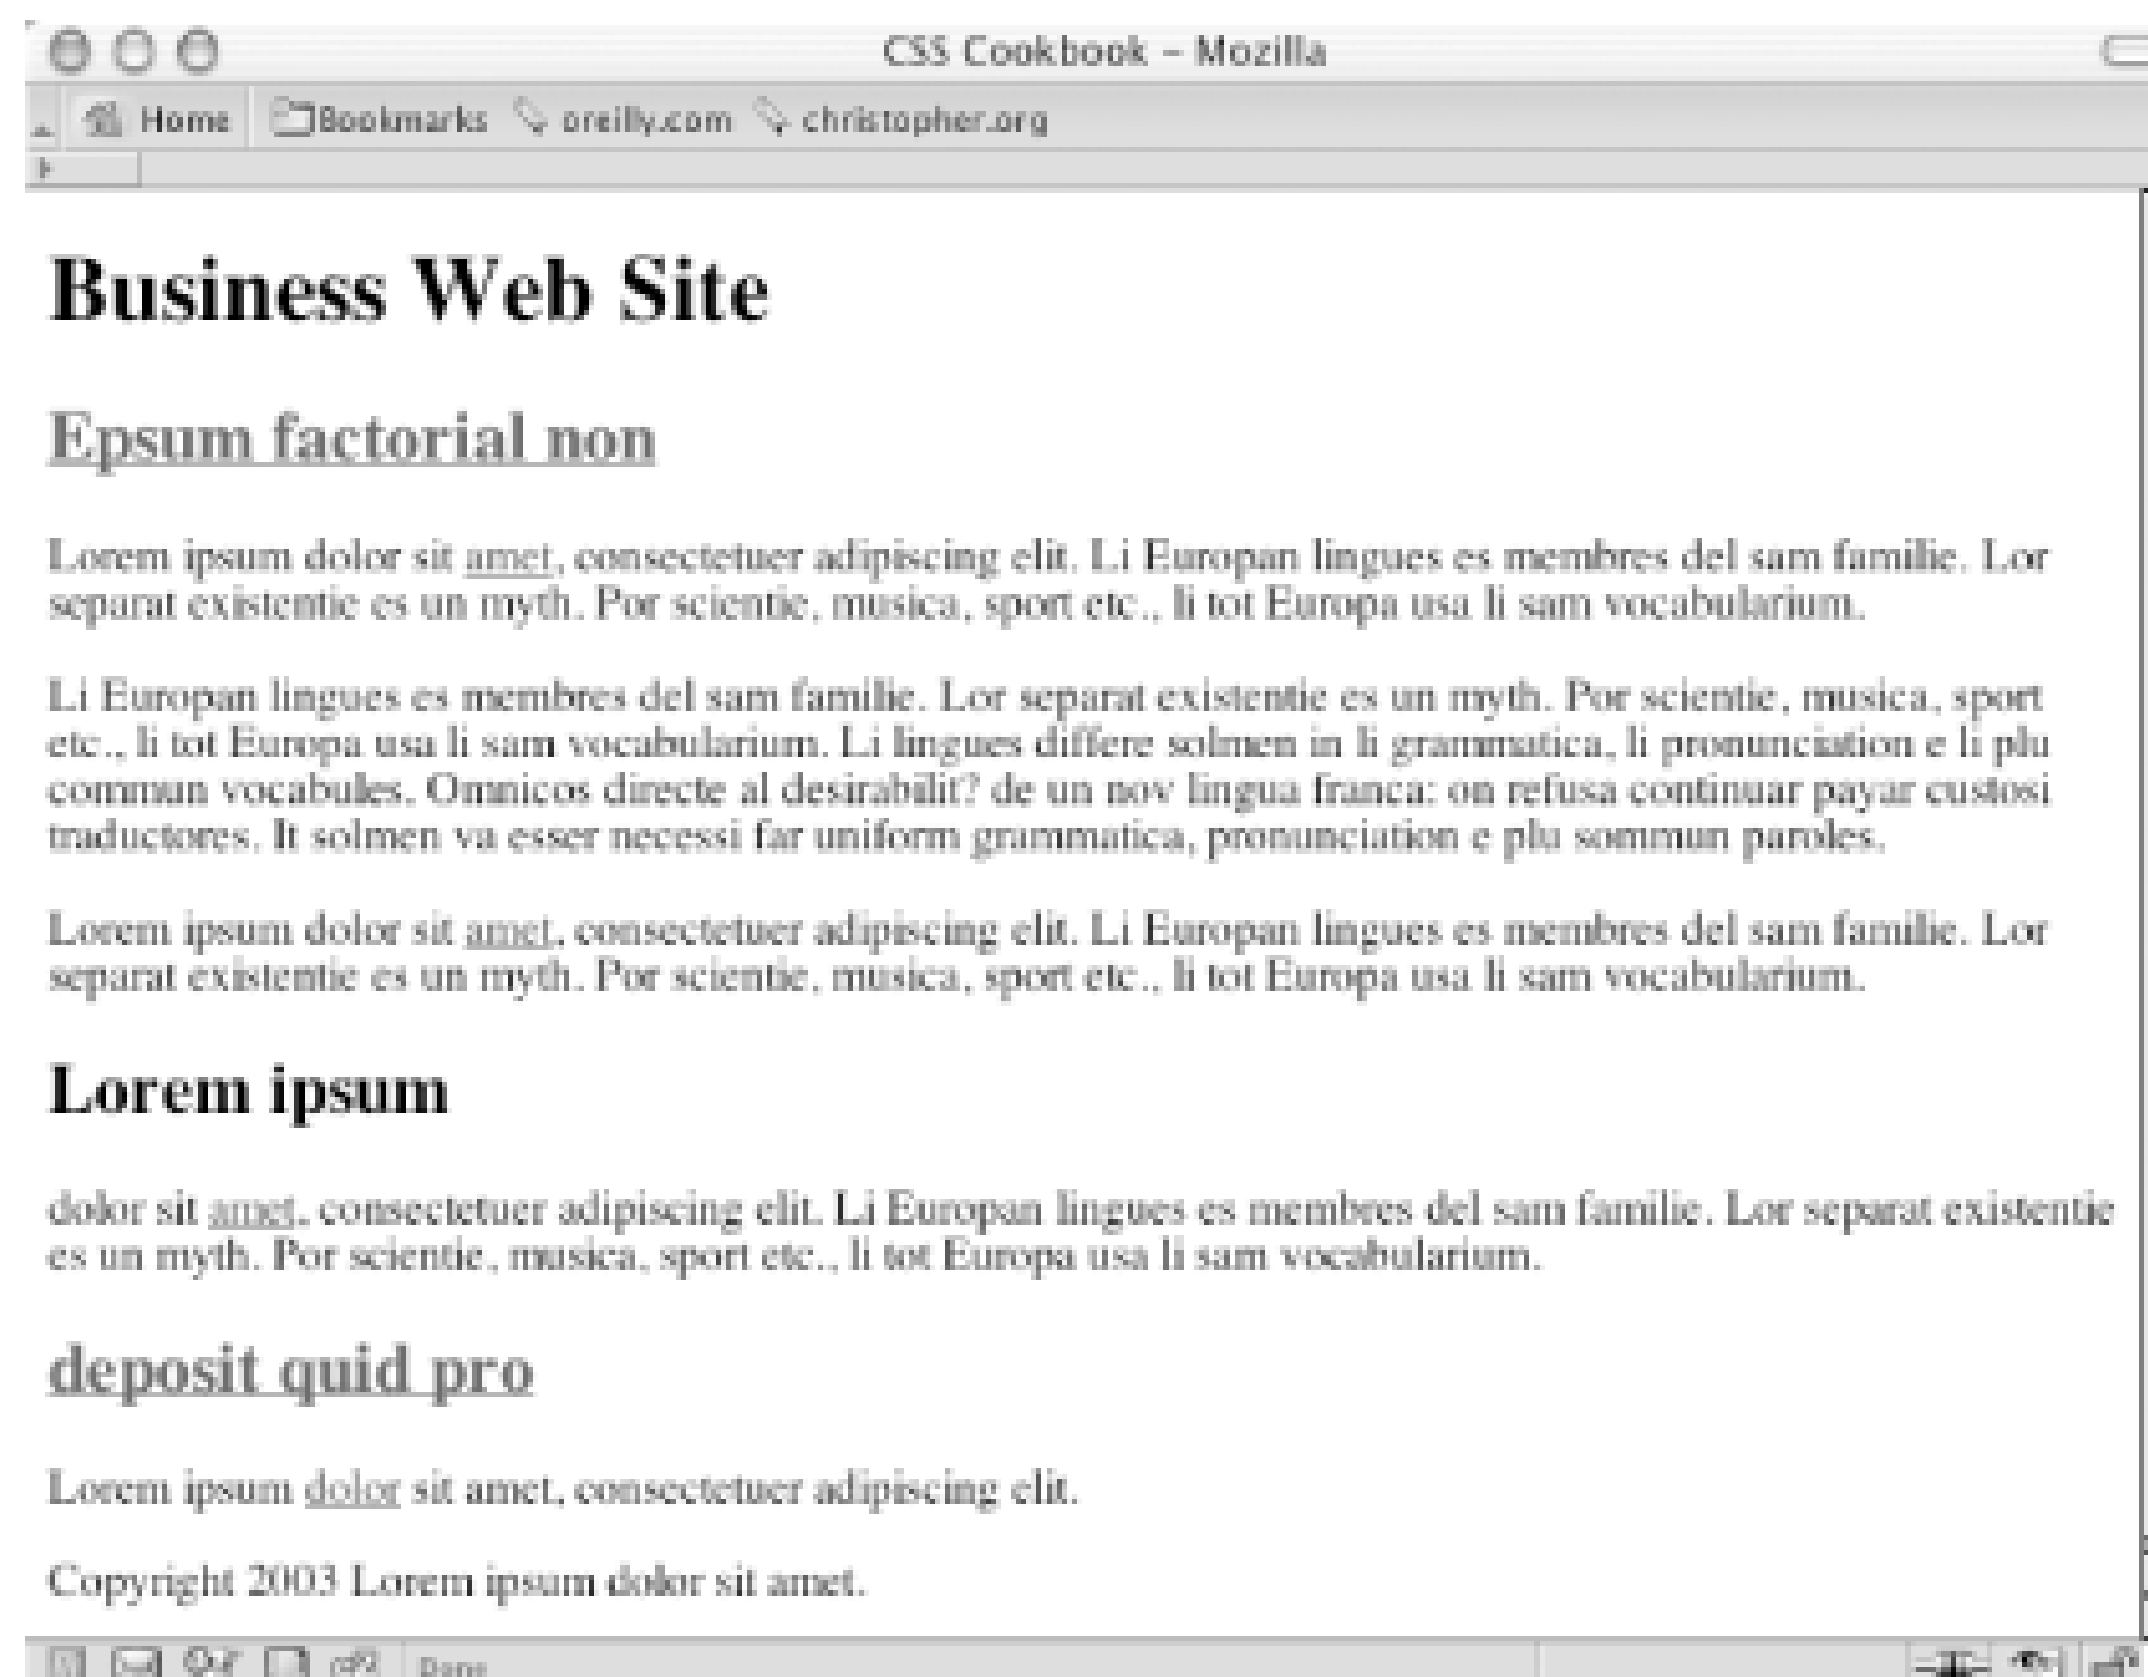 CSS Cookbook – Mozilla
Home Bookmarks oreilly.com christopher.org
Business Web Site
Epsum factorial non
Lorem ipsum dolor sit amet, consectetuer adipiscing elit. Li Europan lingues es membres del sam familie. Lor
separat existentie es un myth. Por scientie, musica, sport etc., li tot Europa usa li sam vocabularium.
Li Europan lingues es membres del sam familie. Lor separat existentie es un myth. Por scientie, musica, sport
etc., li tot Europa usa li sam vocabularium. Li lingues differe solmen in li grammatica, li pronunciation e li plu
commun vocabules. Omnicos directe al desirabilit? de un nov lingua franca: on refusa continuar payar custosi
traductores. It solmen va esser necessi far uniform grammatica, pronunciation e plu sommun paroles.
Lorem ipsum dolor sit amet, consectetuer adipiscing elit. Li Europan lingues es membres del sam familie. Lor
separat existentie es un myth. Por scientie, musica, sport etc., li tot Europa usa li sam vocabularium.
Lorem ipsum
dolor sit amet, consectetuer adipiscing elit. Li Europan lingues es membres del sam familie. Lor separat existentie
es un myth. Por scientie, musica, sport etc., li tot Europa usa li sam vocabularium.
deposit quid pro
Lorem ipsum dolor sit amet, consectetuer adipiscing elit.
Copyright 2003 Lorem ipsum dolor sit amet.
Done